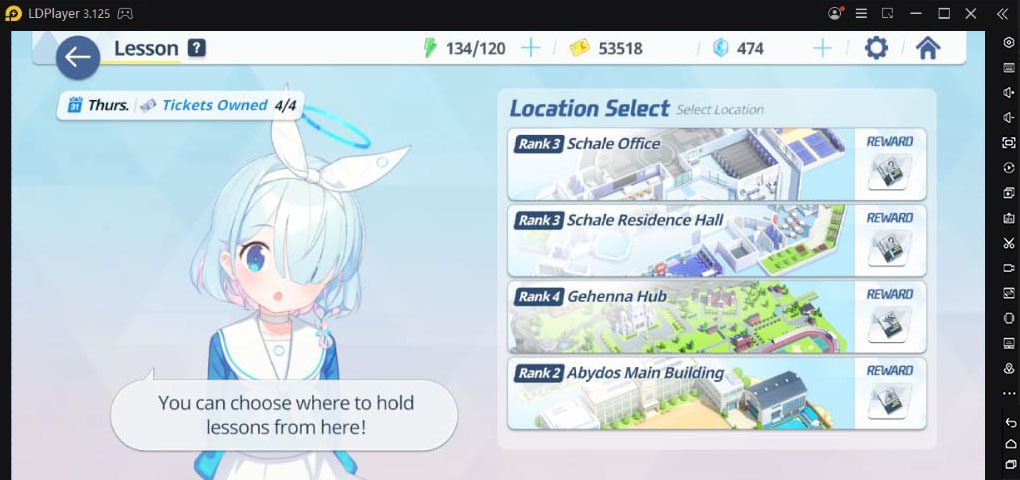 LDPlayer 3.125
Lesson ?
134/120
53518
474
31 Thurs. Tickets Owned 4/4
Location Select Select Location
Rank 3 Schale Office
REWARD
Rank 3 Schale Residence Hall
REWARD
Rank 4 Gehenna Hub
REWARD
Rank 2 Abydos Main Building
REWARD
You can choose where to hold
lessons from here!